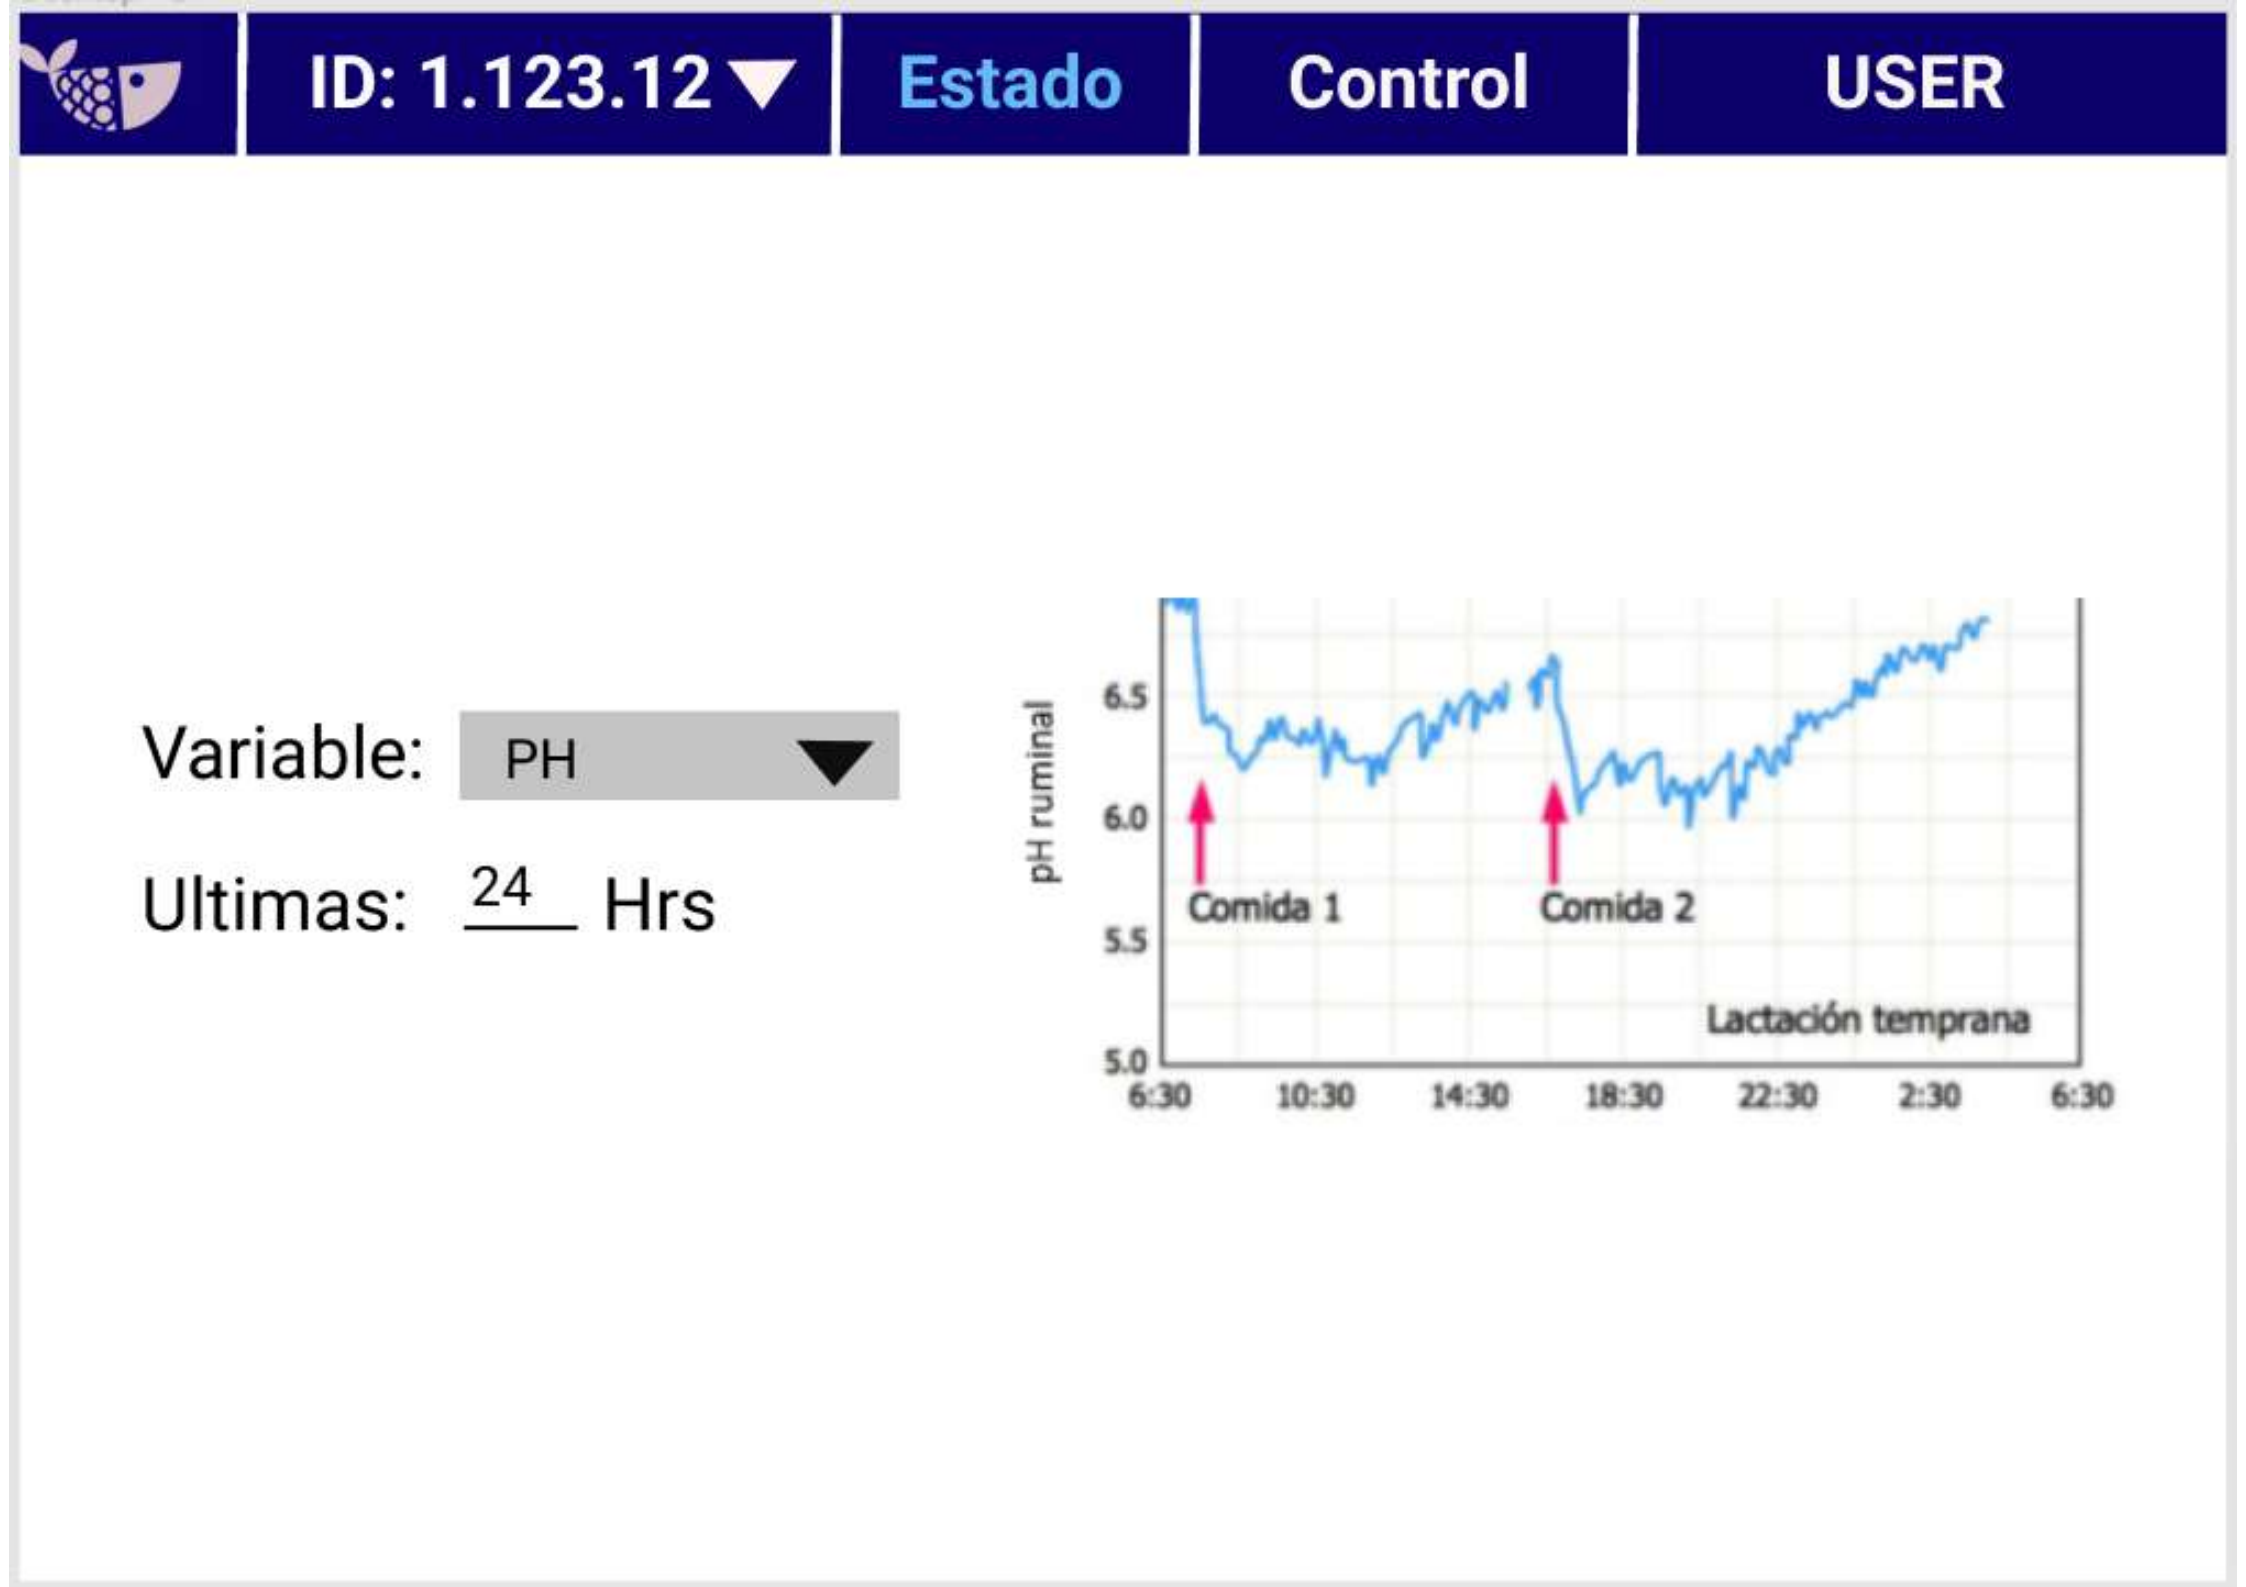 ID: 1.123.12
Estado
Control
USER
Variable: PH
Ultimas: 24 Hrs
pH ruminal
6.5
6.0
5.5
5.0
Comida 1
Comida 2
Lactación temprana
6:30
10:30
14:30
18:30
22:30
2:30
6:30